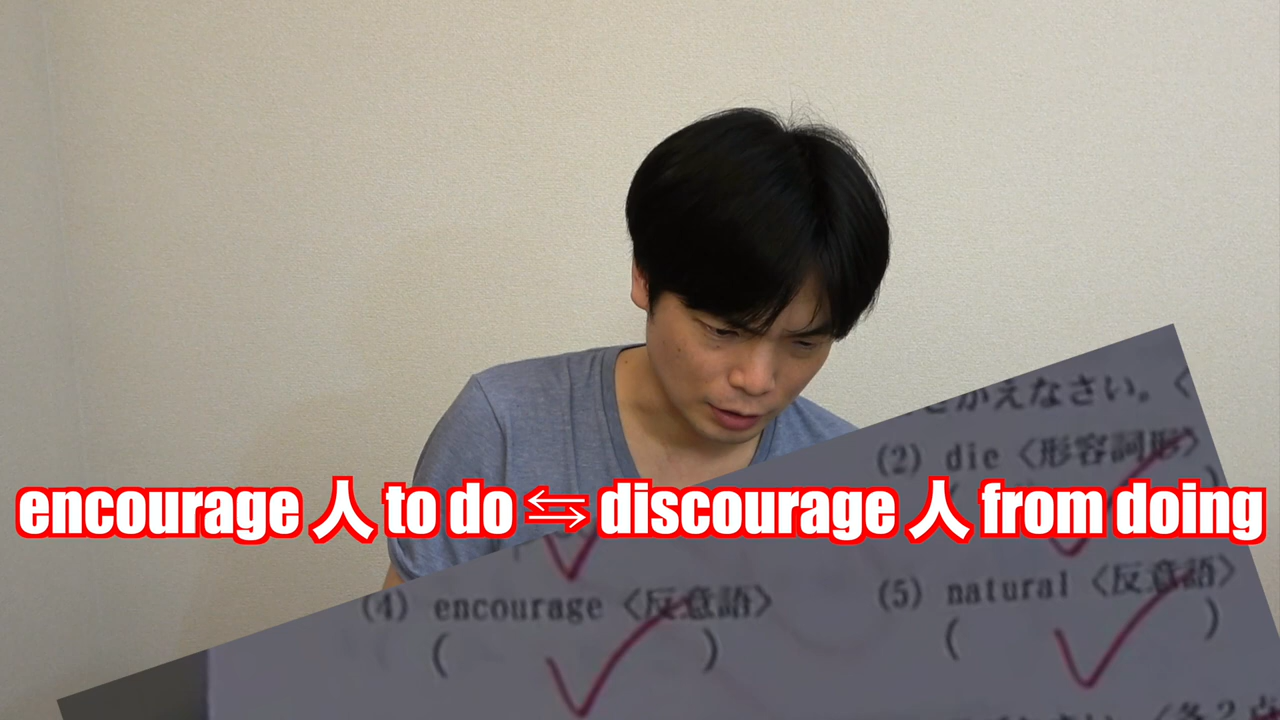 えなさい。〈
(2) die 〈形容詞形〉
( )
encourage 人 to do ⇆ discourage 人 from doing
(4) encourage 〈反意語〉
(5) natural 〈反意語〉
( )
( )